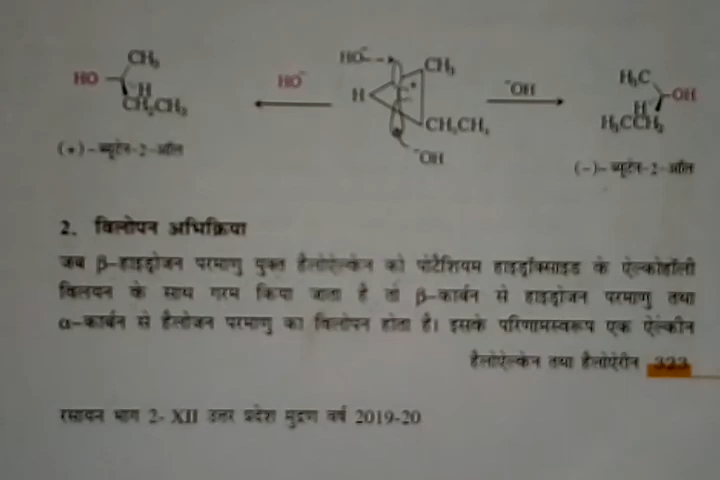 CH₃
HO
H
CH₂CH₃
(+)-ब्यूटेन-2-ऑल
HO⁻
HO⁻
CH₃
H
CH₂CH₃
⁻OH
⁻OH
H₃C
OH
H
H₃CCH₂
(-)-ब्यूटेन-2-ऑल
2. विलोपन अभिक्रिया
जब β-हाइड्रोजन परमाणु युक्त हैलोऐल्केन को पोटैशियम हाइड्रॉक्साइड के ऐल्कोहॉली
विलयन के साथ गरम किया जाता है तो β-कार्बन से हाइड्रोजन परमाणु तथा
α-कार्बन से हैलोजन परमाणु का विलोपन होता है। इसके परिणामस्वरूप एक ऐल्कीन
हैलोऐल्केन तथा हैलोऐरीन 323
रसायन भाग 2- XII उत्तर प्रदेश मुद्रण वर्ष 2019-20